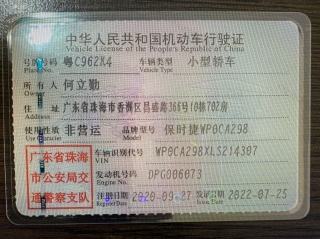 中华人民共和国机动车行驶证
Vehicle License of the People's Republic of China
号牌号码 粤C962K4 车辆类型 小型轿车
Plate No. Vehicle Type
所有人 何立勤
Owner
住址 广东省珠海市香洲区昌盛路366号10栋702房
Address
使用性质 非营运 品牌型号 保时捷WP0CA298
Use Character Model
广东省珠海
市公安局交
通警察支队
车辆识别代号 WP0CA298XLS214307
VIN
发动机号码 DPG006073
Engine No.
注册日期 2020-09-27 发证日期 2022-07-25
Register Date Issue Date